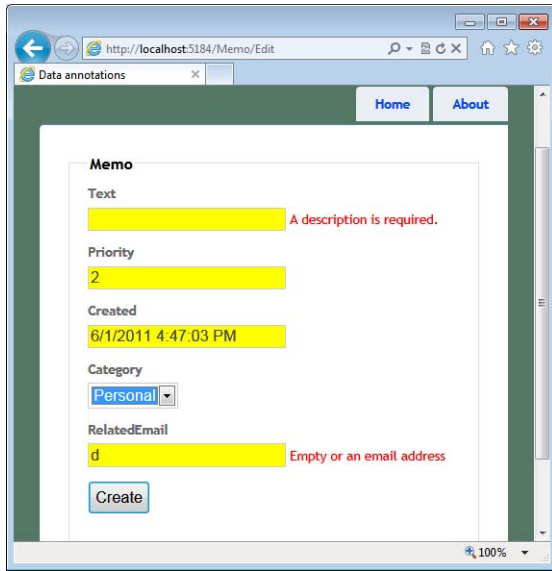 http://localhost:5184/Memo/Edit
Data annotations
Home About
Memo
Text
A description is required.
Priority
2
Created
6/1/2011 4:47:03 PM
Category
Personal
RelatedEmail
d Empty or an email address
Create
100%